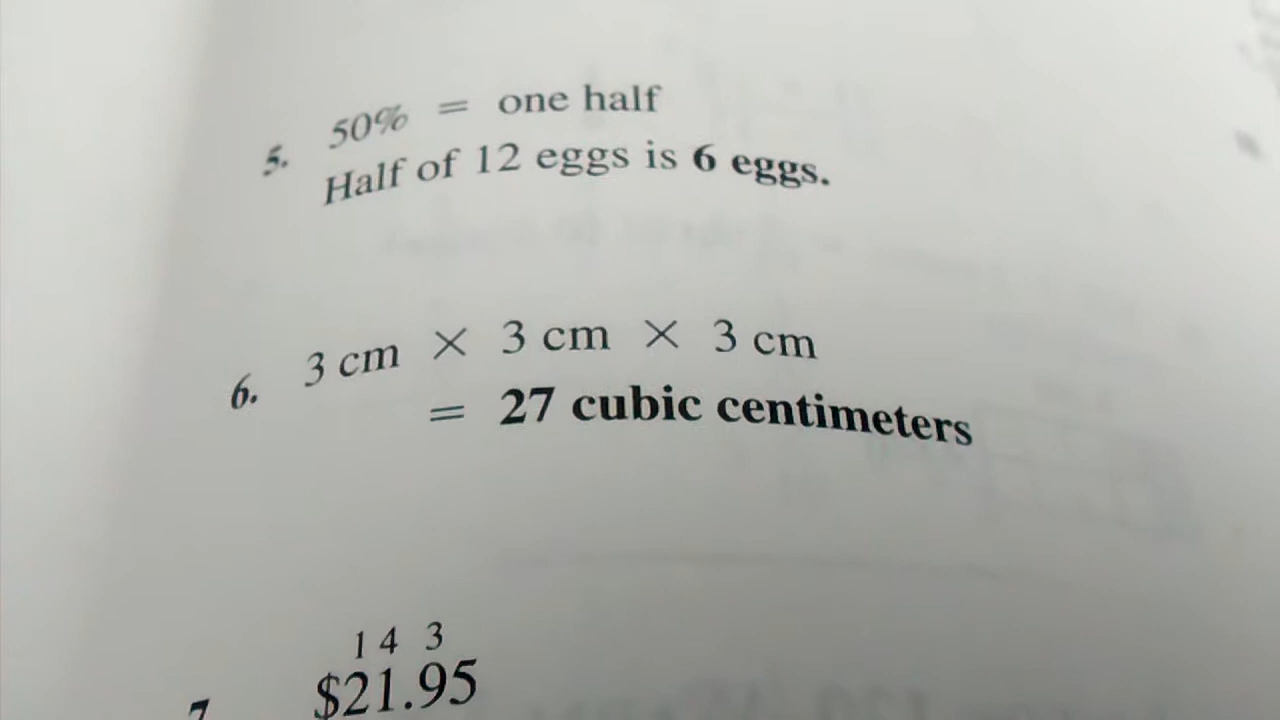 5. 50% = one half
Half of 12 eggs is 6 eggs.
6. 3 cm × 3 cm × 3 cm
= 27 cubic centimeters
1 4 3
7. $21.95